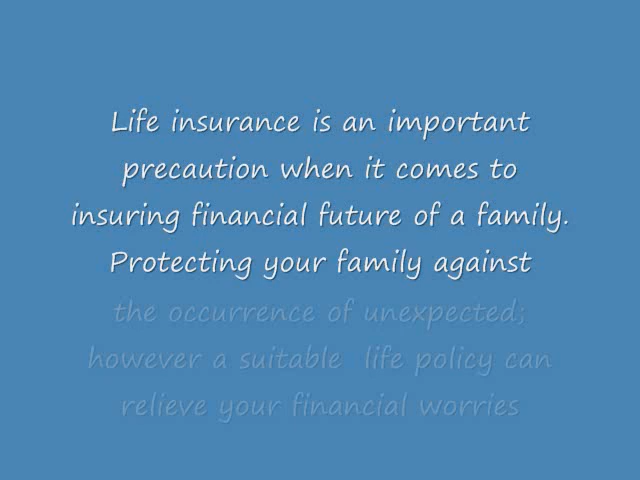 Life insurance is an important
precaution when it comes to
insuring financial future of a family.
Protecting your family against
the occurrence of unexpected;
however a suitable life policy can
relieve your financial worries